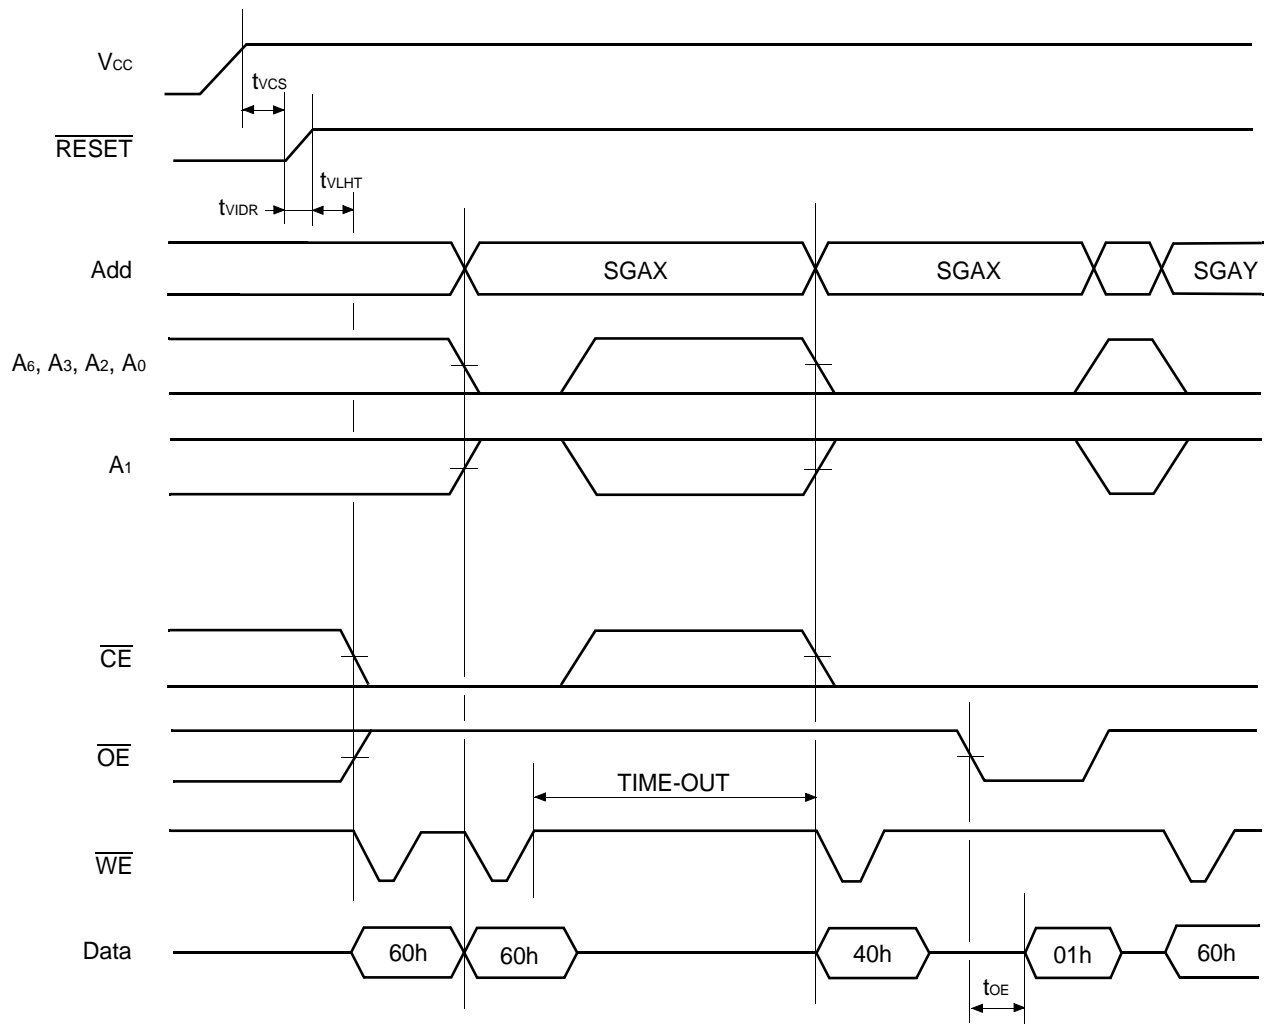 VCC
tVCS
RESET
tVLHT
tVIDR
Add SGAX SGAX SGAY
A6, A3, A2, A0
A1
CE
OE
TIME-OUT
WE
Data 60h 60h 40h 01h 60h
tOE